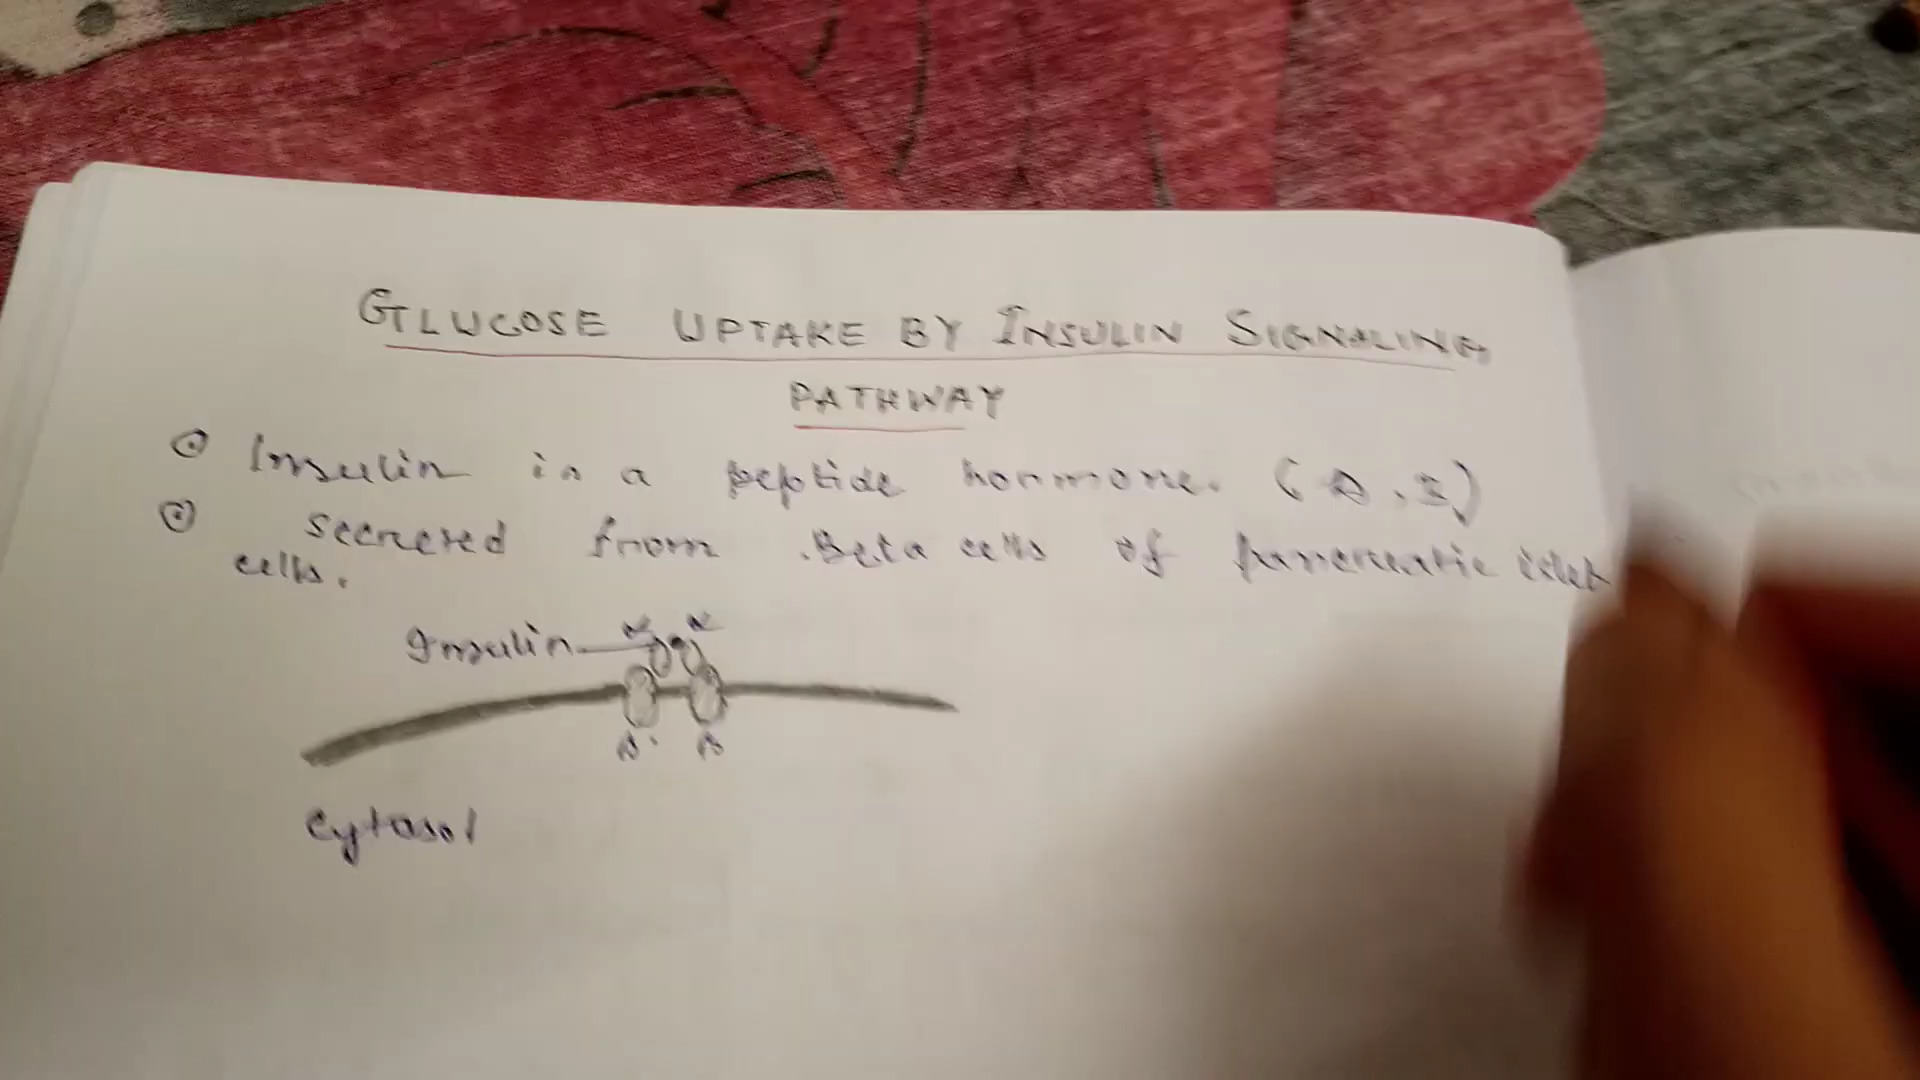 GLUCOSE UPTAKE BY INSULIN SIGNALING
PATHWAY
Insulin is a peptide hormone.
secreted from Beta cells of pancreatic islet
cells.
Insulin
α α
β β
cytosol